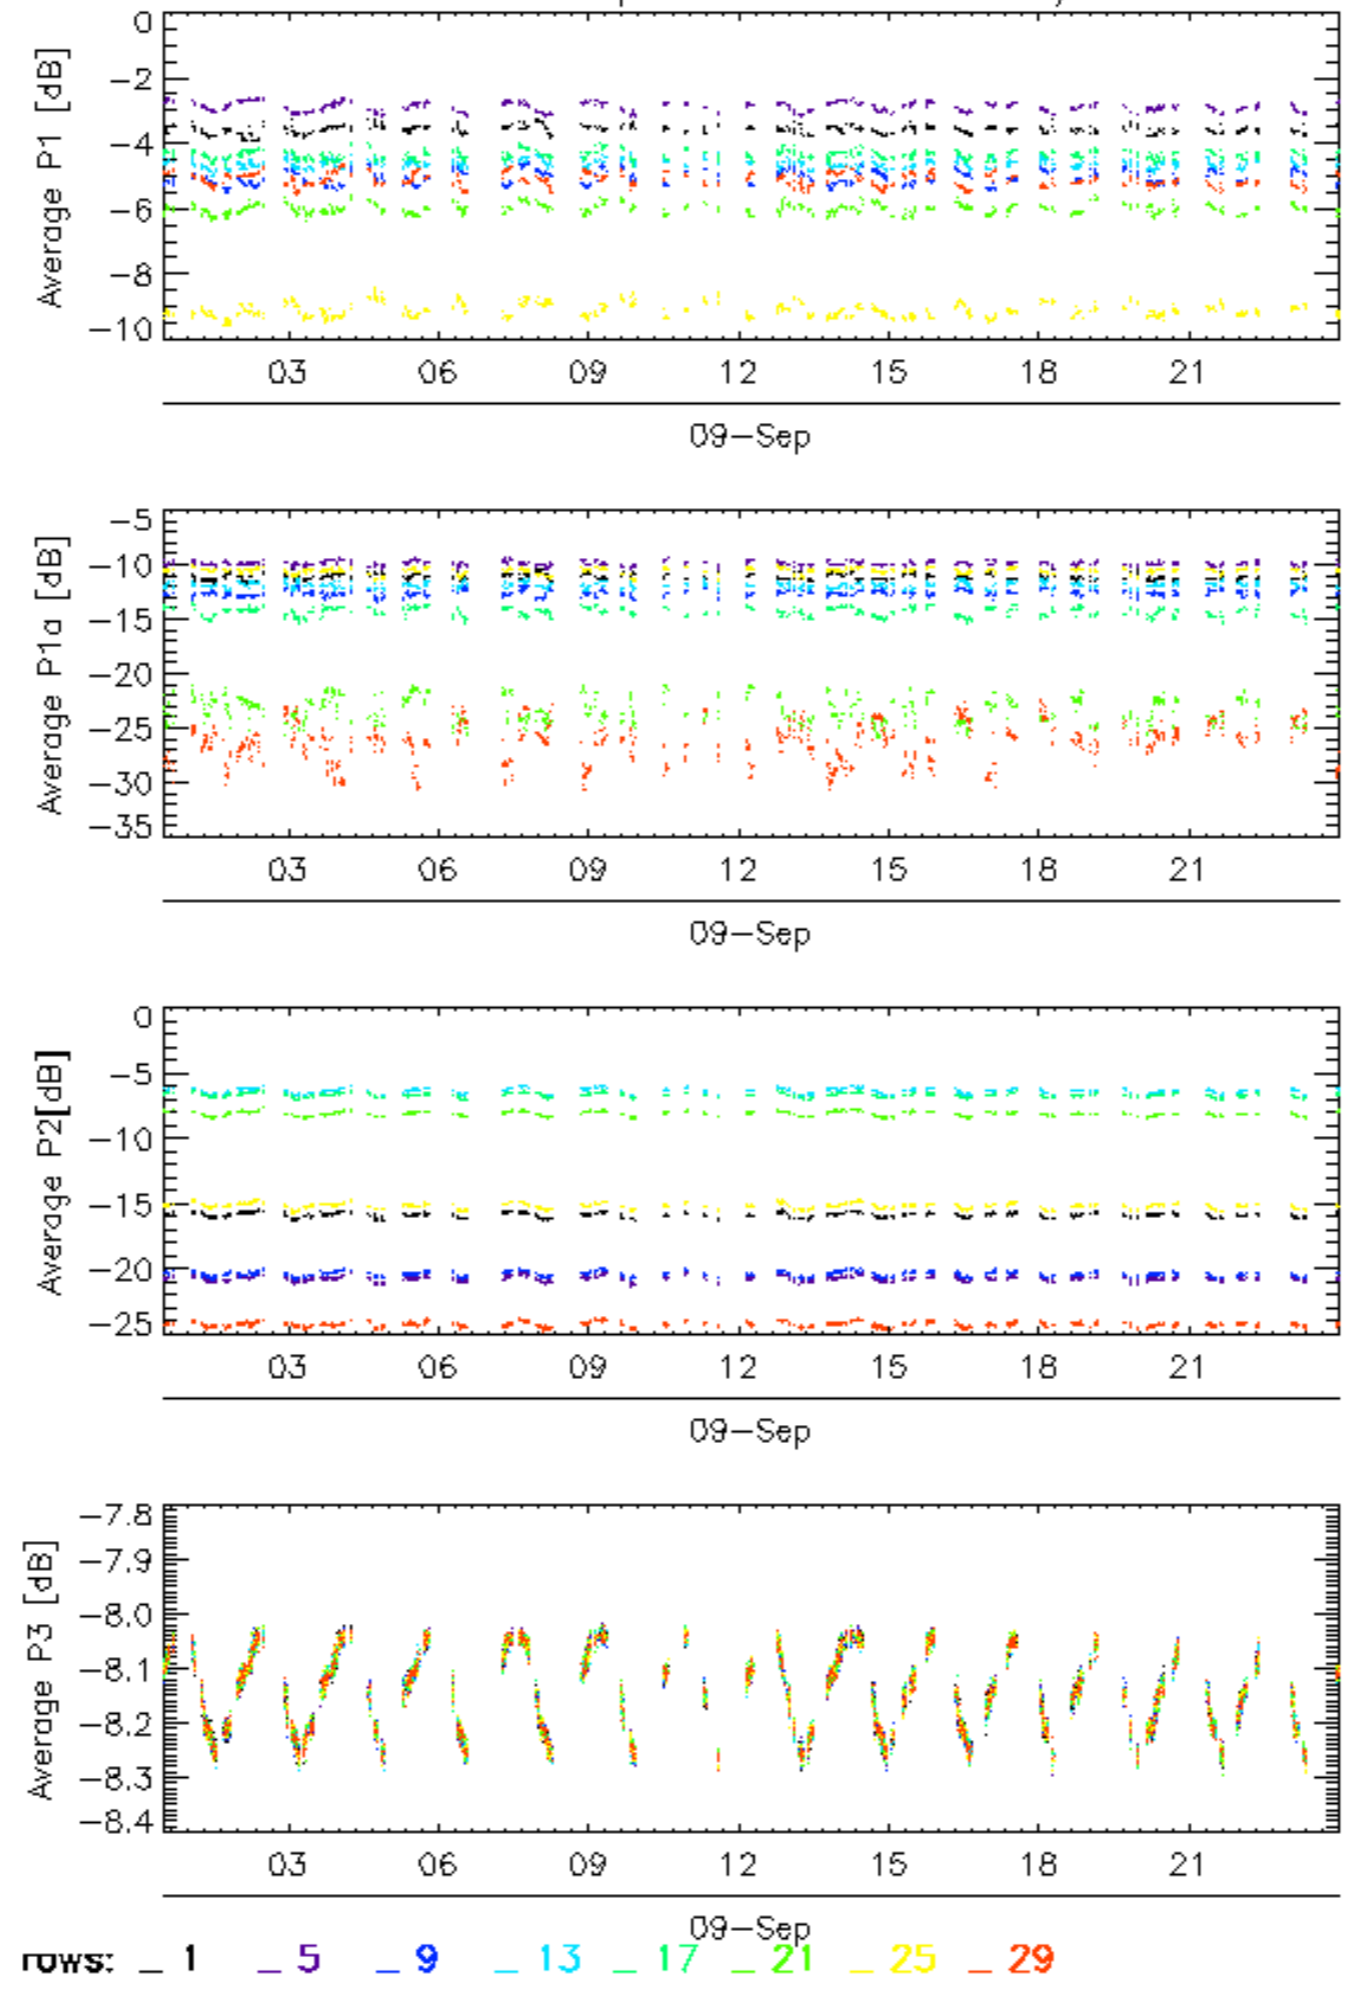 0
−2
−4
−6
−8
−10
Average P1 [dB]
03 06 09 12 15 18 21
09−Sep
−5
−10
−15
−20
−25
−30
−35
Average P1a [dB]
03 06 09 12 15 18 21
09−Sep
0
−5
−10
−15
−20
−25
Average P2[dB]
03 06 09 12 15 18 21
09−Sep
−7.8
−7.9
−8.0
−8.1
−8.2
−8.3
−8.4
Average P3 [dB]
03 06 09 12 15 18 21
09−Sep
rows: _ 1 _ 5 _ 9 _ 13 _ 17 _ 21 _ 25 _ 29